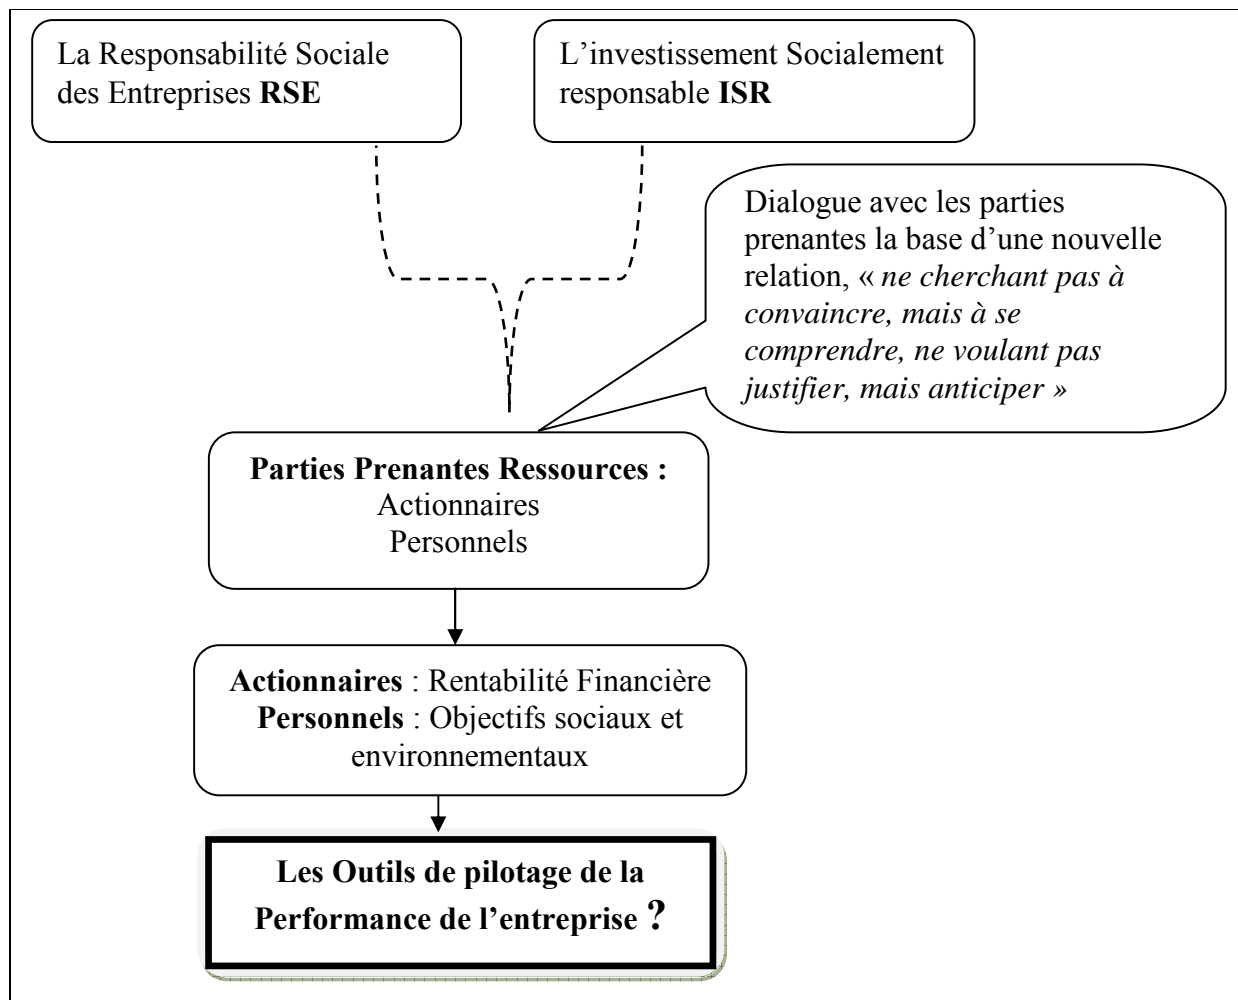 La Responsabilité Sociale
des Entreprises RSE
L’investissement Socialement
responsable ISR
Dialogue avec les parties
prenantes la base d’une nouvelle
relation, « ne cherchant pas à
convaincre, mais à se
comprendre, ne voulant pas
justifier, mais anticiper »
Parties Prenantes Ressources :
Actionnaires
Personnels
Actionnaires : Rentabilité Financière
Personnels : Objectifs sociaux et
environnementaux
Les Outils de pilotage de la
Performance de l’entreprise ?